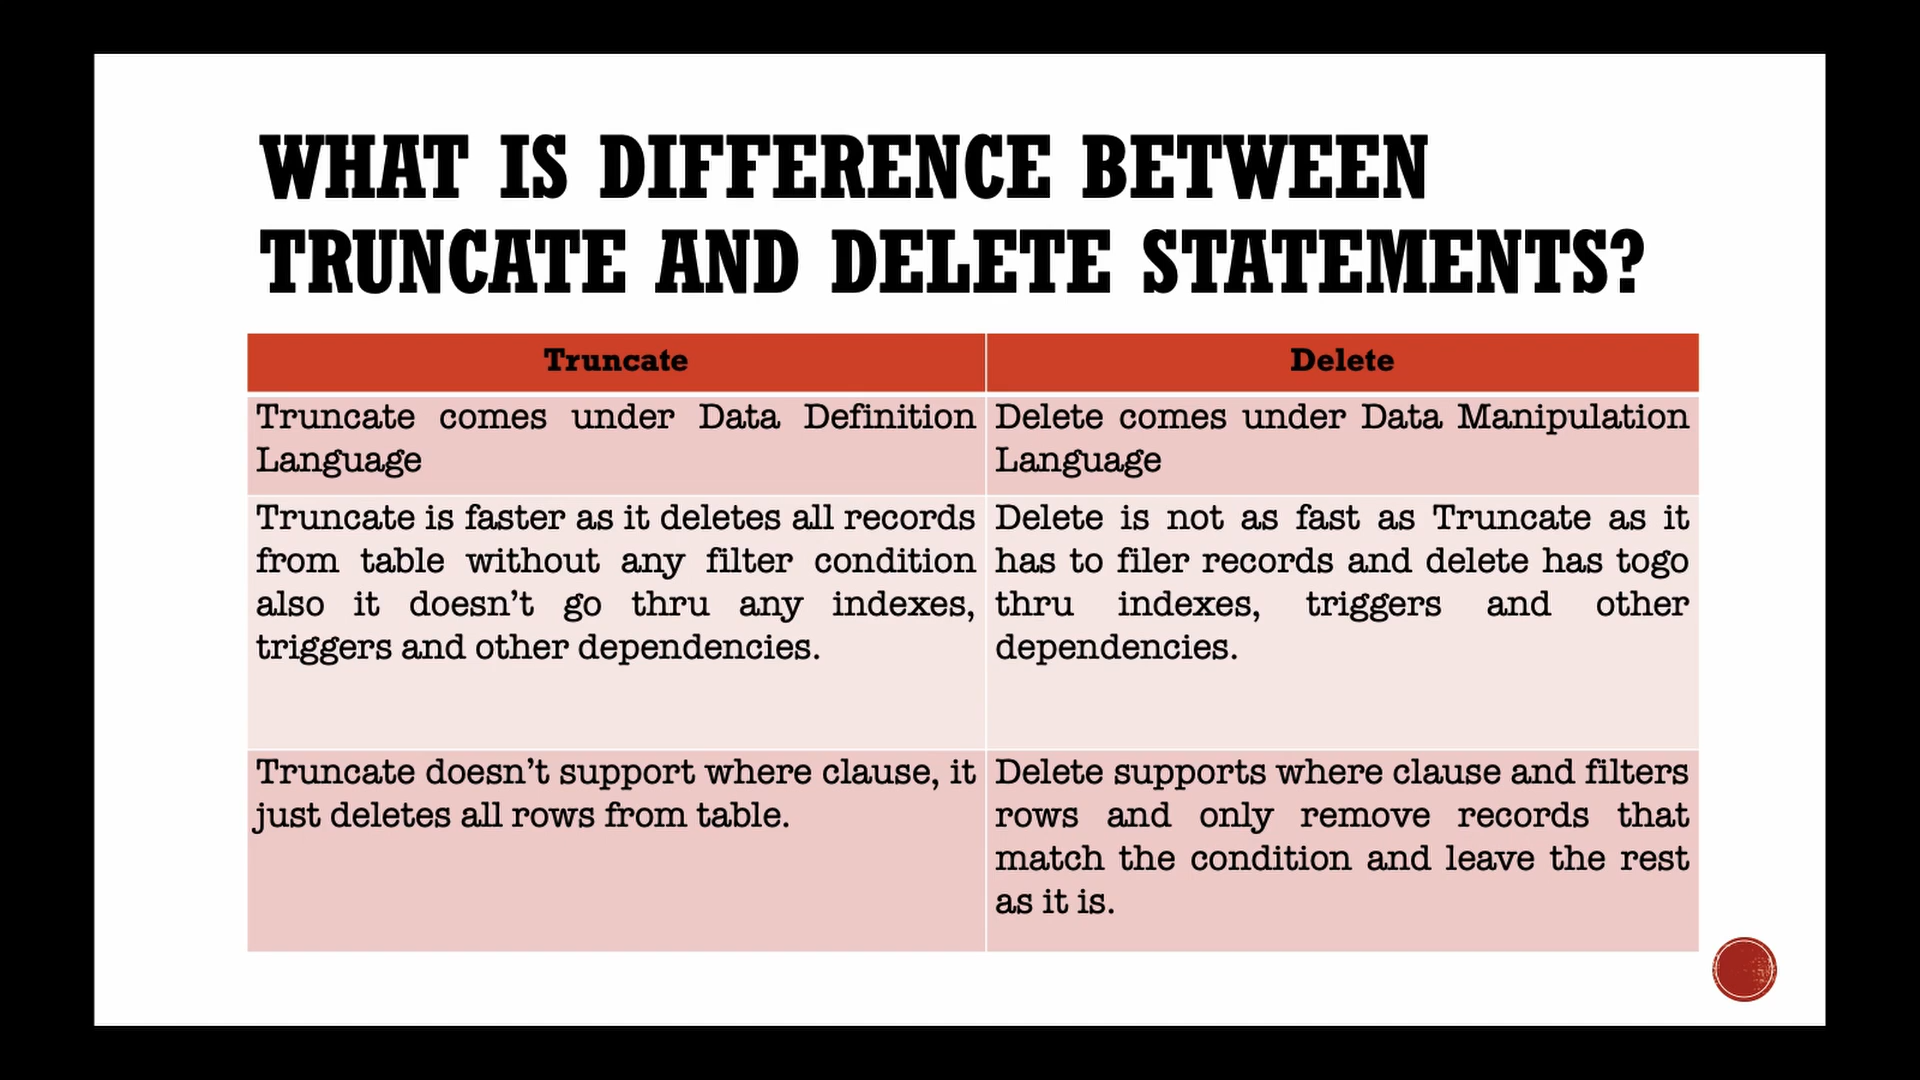 WHAT IS DIFFERENCE BETWEEN
TRUNCATE AND DELETE STATEMENTS?
Truncate
Delete
Truncate comes under Data Definition
Language
Delete comes under Data Manipulation
Language
Truncate is faster as it deletes all records
from table without any filter condition
also it doesn't go thru any indexes,
triggers and other dependencies.
Delete is not as fast as Truncate as it
has to filer records and delete has togo
thru indexes, triggers and other
dependencies.
Truncate doesn't support where clause, it
just deletes all rows from table.
Delete supports where clause and filters
rows and only remove records that
match the condition and leave the rest
as it is.